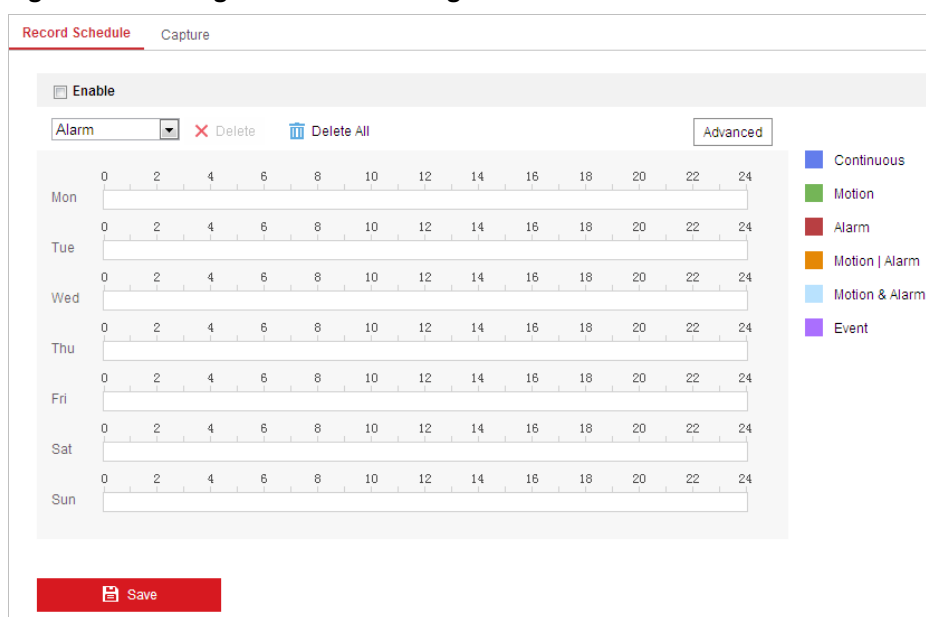 Record Schedule Capture
Enable
Alarm Delete Delete All Advanced
0 2 4 6 8 10 12 14 16 18 20 22 24
Mon
0 2 4 6 8 10 12 14 16 18 20 22 24
Tue
0 2 4 6 8 10 12 14 16 18 20 22 24
Wed
0 2 4 6 8 10 12 14 16 18 20 22 24
Thu
0 2 4 6 8 10 12 14 16 18 20 22 24
Fri
0 2 4 6 8 10 12 14 16 18 20 22 24
Sat
0 2 4 6 8 10 12 14 16 18 20 22 24
Sun
Continuous
Motion
Alarm
Motion | Alarm
Motion & Alarm
Event
Save